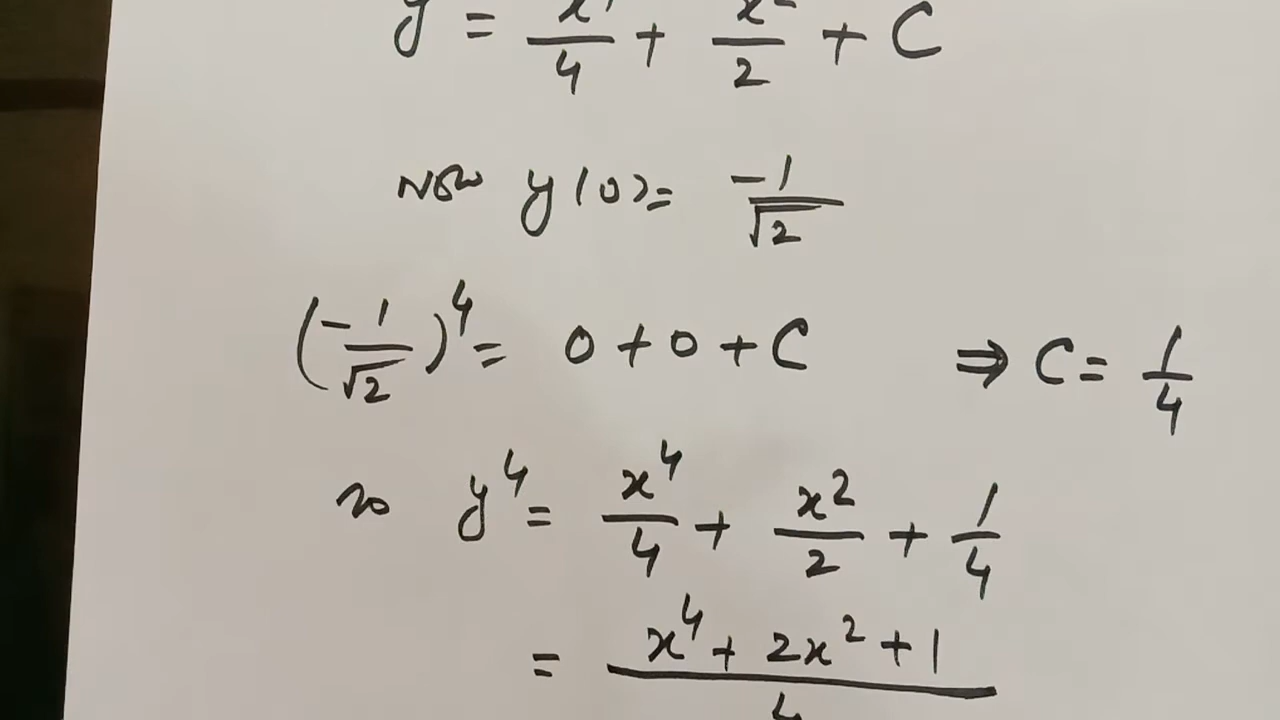 y = x/4 + x²/2 + C
Now y(0) = -1/√2
(-1/√2)⁴ = 0 + 0 + C ⇒ C = 1/4
so y⁴ = x⁴/4 + x²/2 + 1/4
= x⁴ + 2x² + 1/4